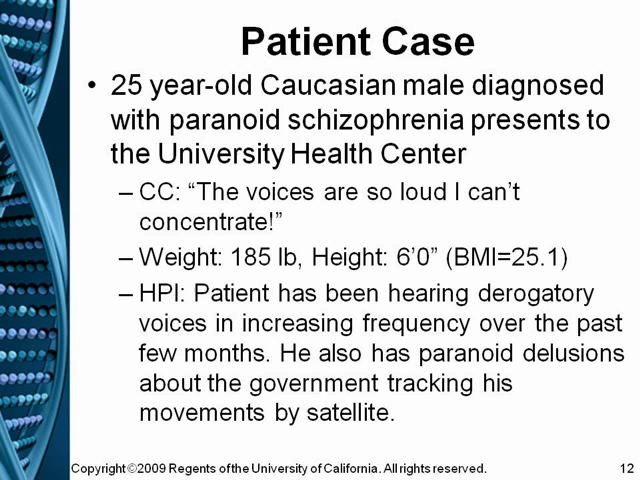 Patient Case
• 25 year-old Caucasian male diagnosed
with paranoid schizophrenia presents to
the University Health Center
– CC: “The voices are so loud I can’t
concentrate!”
– Weight: 185 lb, Height: 6’0” (BMI=25.1)
– HPI: Patient has been hearing derogatory
voices in increasing frequency over the past
few months. He also has paranoid delusions
about the government tracking his
movements by satellite.
Copyright ©2009 Regents of the University of California. All rights reserved.
12